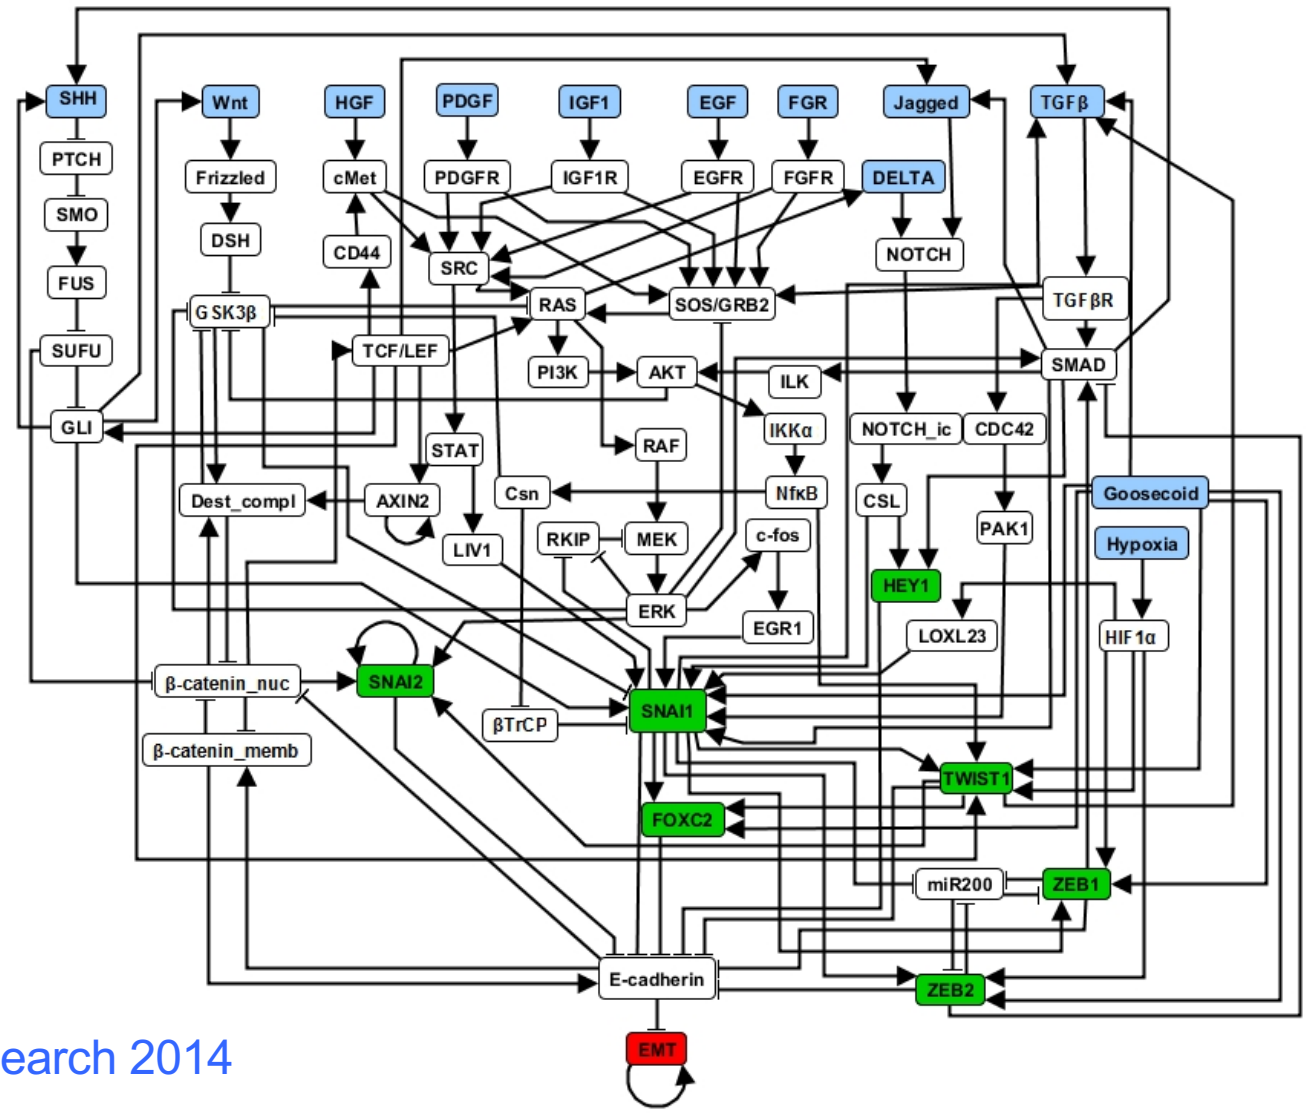 SHH Wnt HGF PDGF IGF1 EGF FGR Jagged TGFβ
PTCH Frizzled cMet PDGFR IGF1R EGFR FGFR DELTA
SMO DSH CD44 SRC NOTCH
FUS GSK3β RAS SOS/GRB2 TGFβR
SUFU TCF/LEF PI3K AKT ILK SMAD
GLI STAT RAF IKKα NOTCH_ic CDC42
Dest_compl AXIN2 Csn NfκB CSL Goosecoid
LIV1 RKIP MEK c-fos PAK1 Hypoxia
HEY1
ERK EGR1 LOXL23 HIF1α
β-catenin_nuc SNAI2 SNAI1
βTrCP
β-catenin_memb TWIST1
FOXC2
miR200 ZEB1
E-cadherin ZEB2
EMT
earch 2014